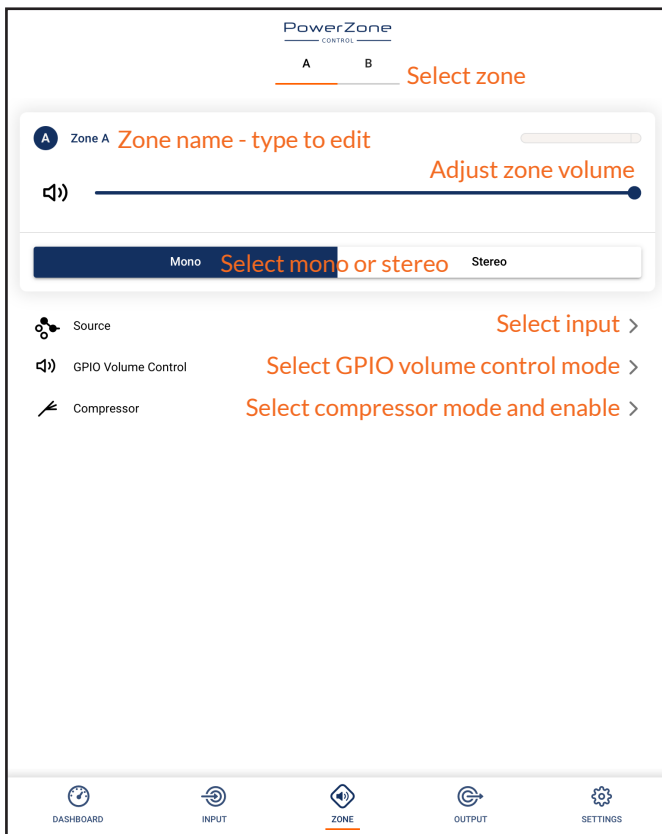 PowerZone
CONTROL
A B
Select zone
A Zone A Zone name - type to edit
Adjust zone volume
Mono Select mono or stereo Stereo
Source Select input
GPIO Volume Control Select GPIO volume control mode
Compressor Select compressor mode and enable
DASHBOARD INPUT ZONE OUTPUT SETTINGS